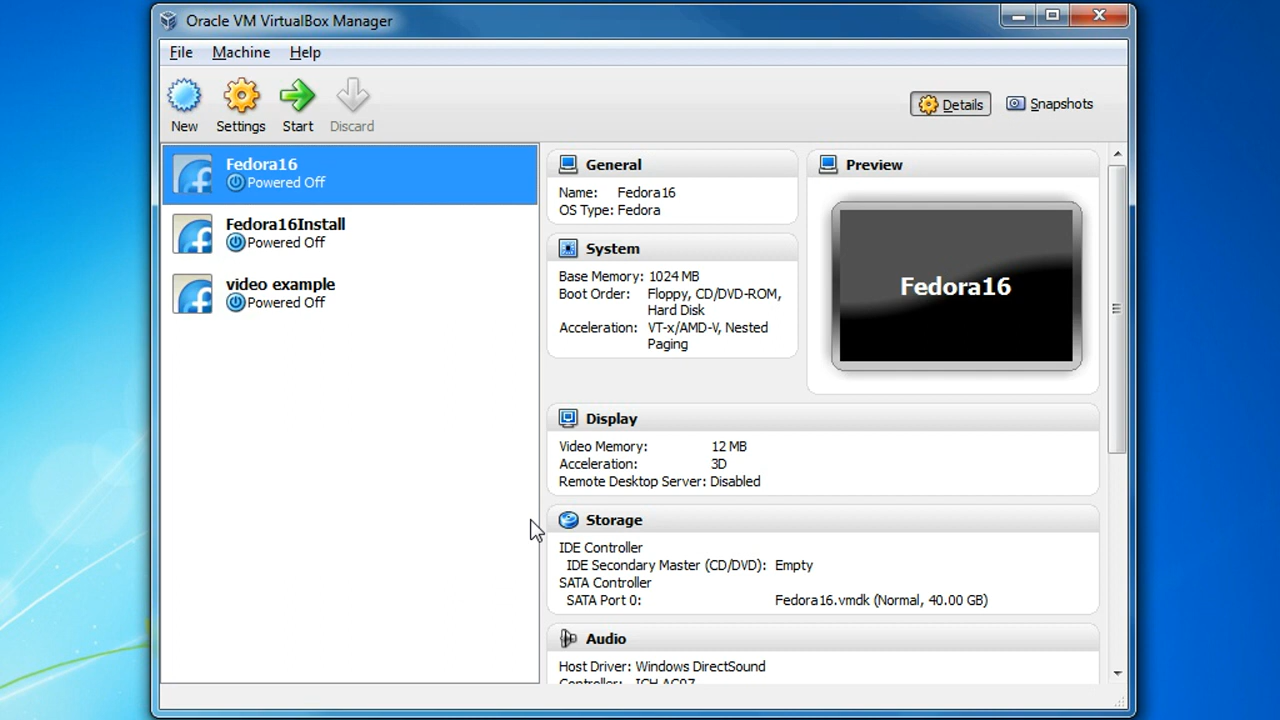 Oracle VM VirtualBox Manager
File Machine Help
New Settings Start Discard
Details Snapshots
Fedora16
Powered Off
Fedora16Install
Powered Off
video example
Powered Off
General
Name: Fedora16
OS Type: Fedora
System
Base Memory: 1024 MB
Boot Order: Floppy, CD/DVD-ROM,
Hard Disk
Acceleration: VT-x/AMD-V, Nested
Paging
Preview
Fedora16
Display
Video Memory: 12 MB
Acceleration: 3D
Remote Desktop Server: Disabled
Storage
IDE Controller
IDE Secondary Master (CD/DVD): Empty
SATA Controller
SATA Port 0: Fedora16.vmdk (Normal, 40.00 GB)
Audio
Host Driver: Windows DirectSound
Controller: ICH AC97